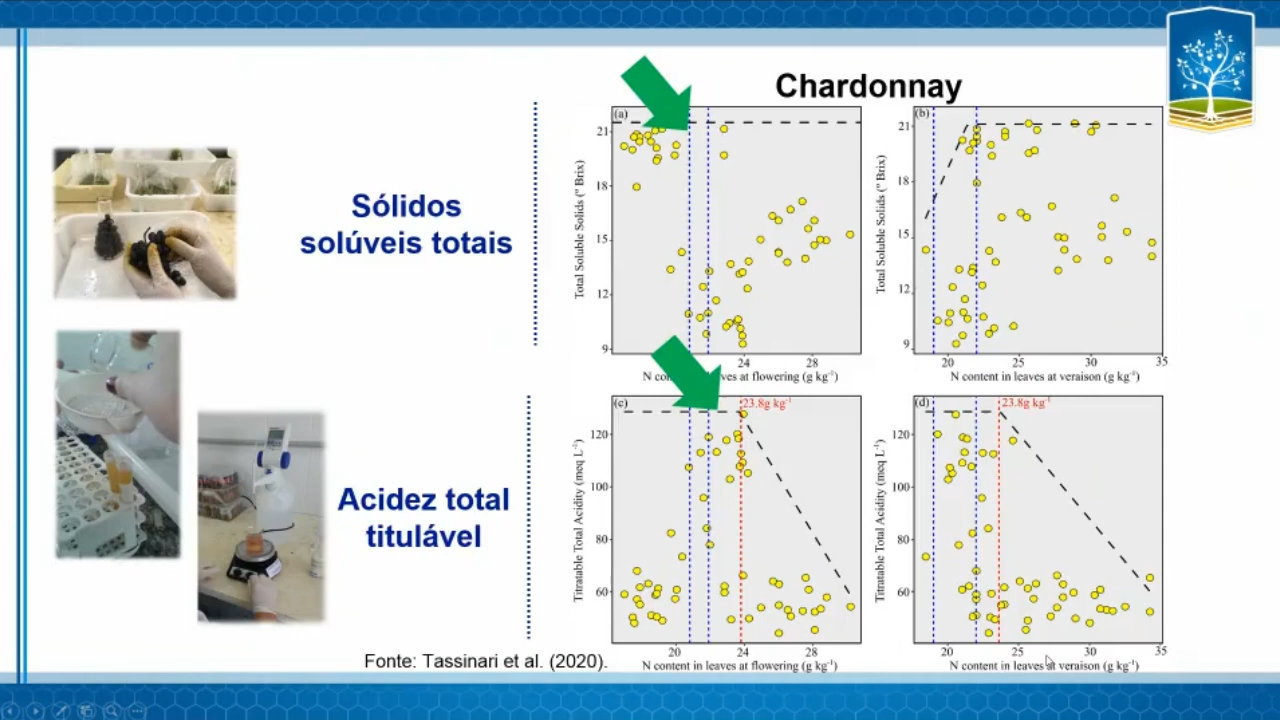 Chardonnay
Sólidos
solúveis totais
(a)
21
18
15
12
9
24
28
Total Soluble Solids (° Brix)
N co
ves at flowering (g kg⁻¹)
(b)
21
18
15
12
9
20
25
30
35
Total Soluble Solids (° Brix)
N content in leaves at veraison (g kg⁻¹)
Acidez total
titulável
(c)
23.8g kg⁻¹
120
100
80
60
20
24
28
Titratable Total Acidity (meq L⁻¹)
N content in leaves at flowering (g kg⁻¹)
(d)
23.8g kg⁻¹
120
100
80
60
20
25
30
35
Titratable Total Acidity (meq L⁻¹)
N content in leaves at veraison (g kg⁻¹)
Fonte: Tassinari et al. (2020).